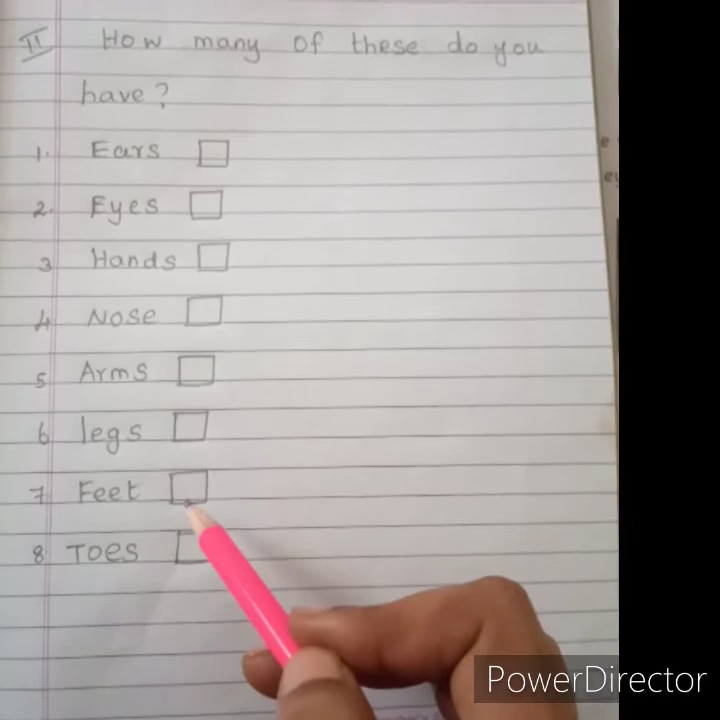 II How many of these do you
have?
1. Ears
2. Eyes
3 Hands
4 Nose
5 Arms
6 legs
7 Feet
8 Toes
PowerDirector